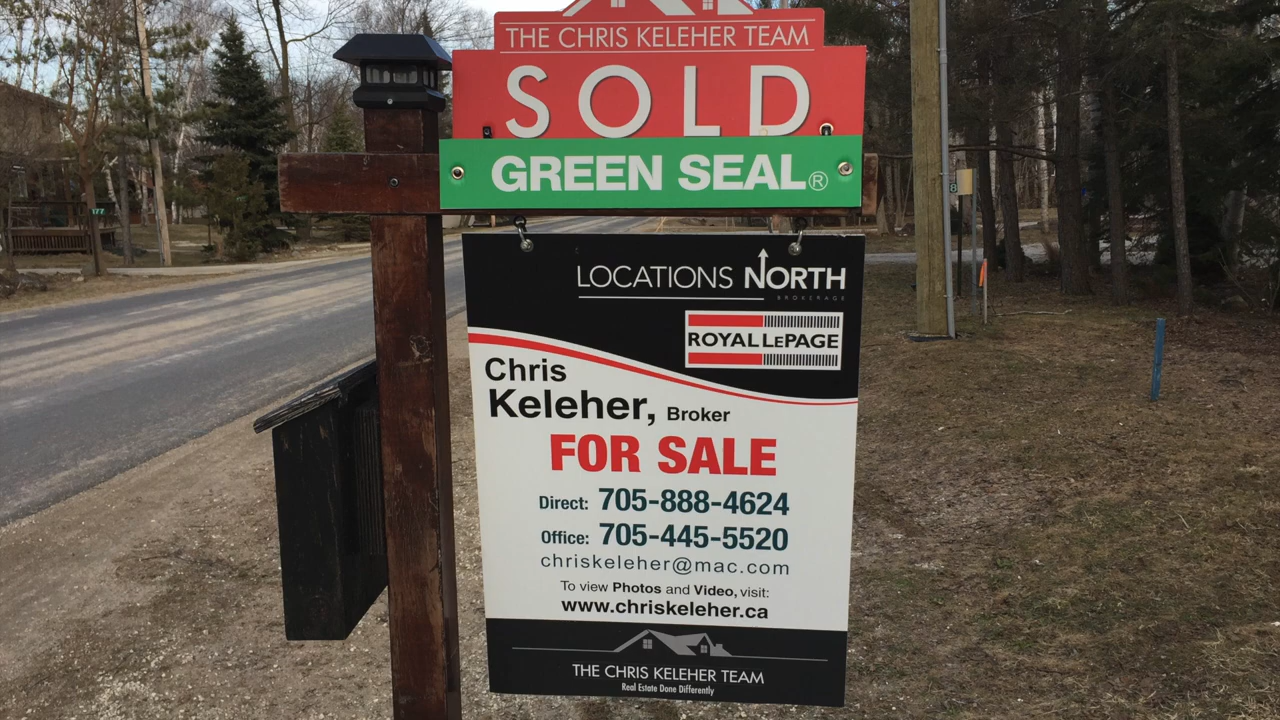 THE CHRIS KELEHER TEAM
SOLD
GREEN SEAL®
LOCATIONS NORTH
BROKERAGE
ROYAL LEPAGE
Chris
Keleher, Broker
FOR SALE
Direct: 705-888-4624
Office: 705-445-5520
chriskeleher@mac.com
To view Photos and Video, visit:
www.chriskeleher.ca
THE CHRIS KELEHER TEAM
Real Estate Done Differently
177